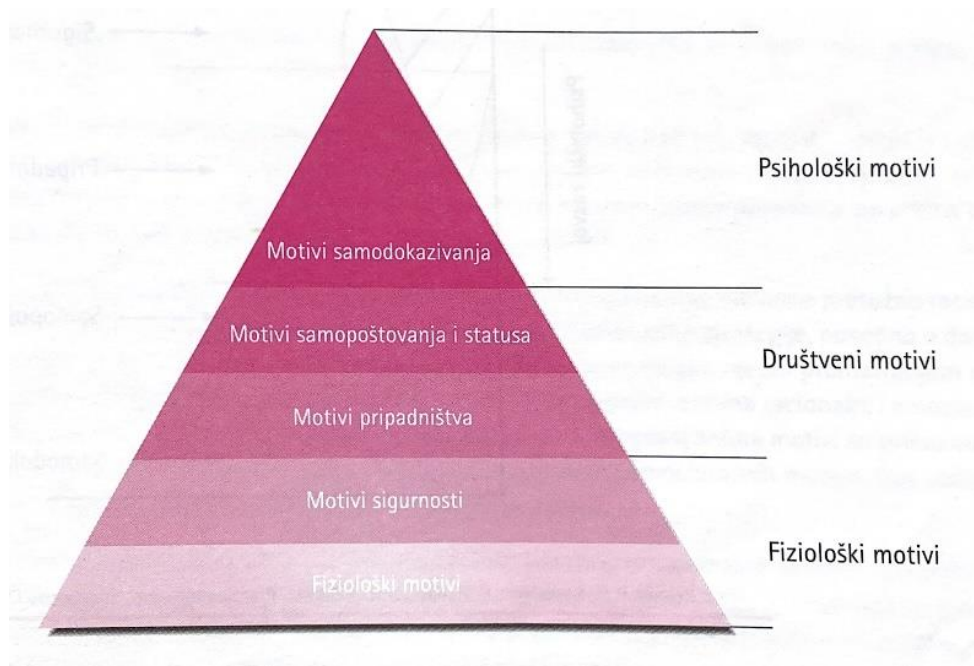 Psihološki motivi
Motivi samodokazivanja
Motivi samopoštovanja i statusa
Društveni motivi
Motivi pripadništva
Motivi sigurnosti
Fiziološki motivi
Fiziološki motivi